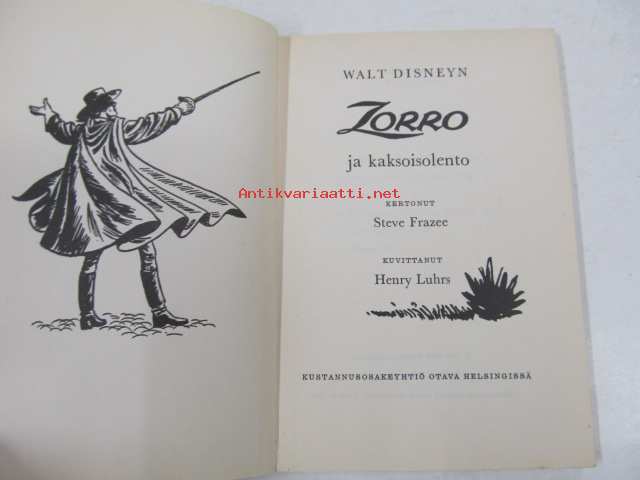 WALT DISNEYN
ZORRO
ja kaksoisolento
KERTONUT
Steve Frazee
KUVITTANUT
Henry Luhrs
KUSTANNUSOSAKEYHTIÖ OTAVA HELSINGISSÄ
Antikvariaatti.net